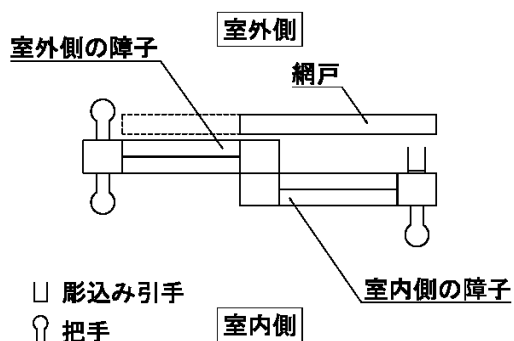 室外側
室外側の障子
網戸
彫込み引手
室内側の障子
把手
室内側